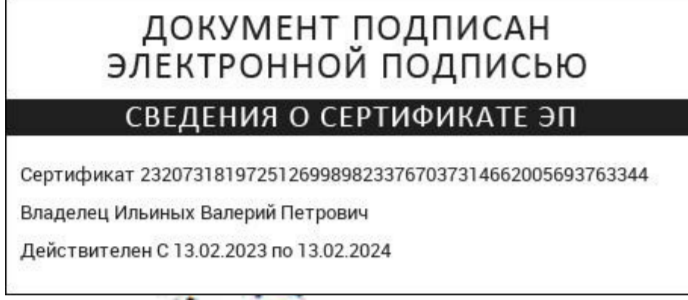 ДОКУМЕНТ ПОДПИСАН
ЭЛЕКТРОННОЙ ПОДПИСЬЮ
СВЕДЕНИЯ О СЕРТИФИКАТЕ ЭП
Сертификат 232073181972512699898233767037314662005693763344
Владелец Ильиных Валерий Петрович
Действителен С 13.02.2023 по 13.02.2024